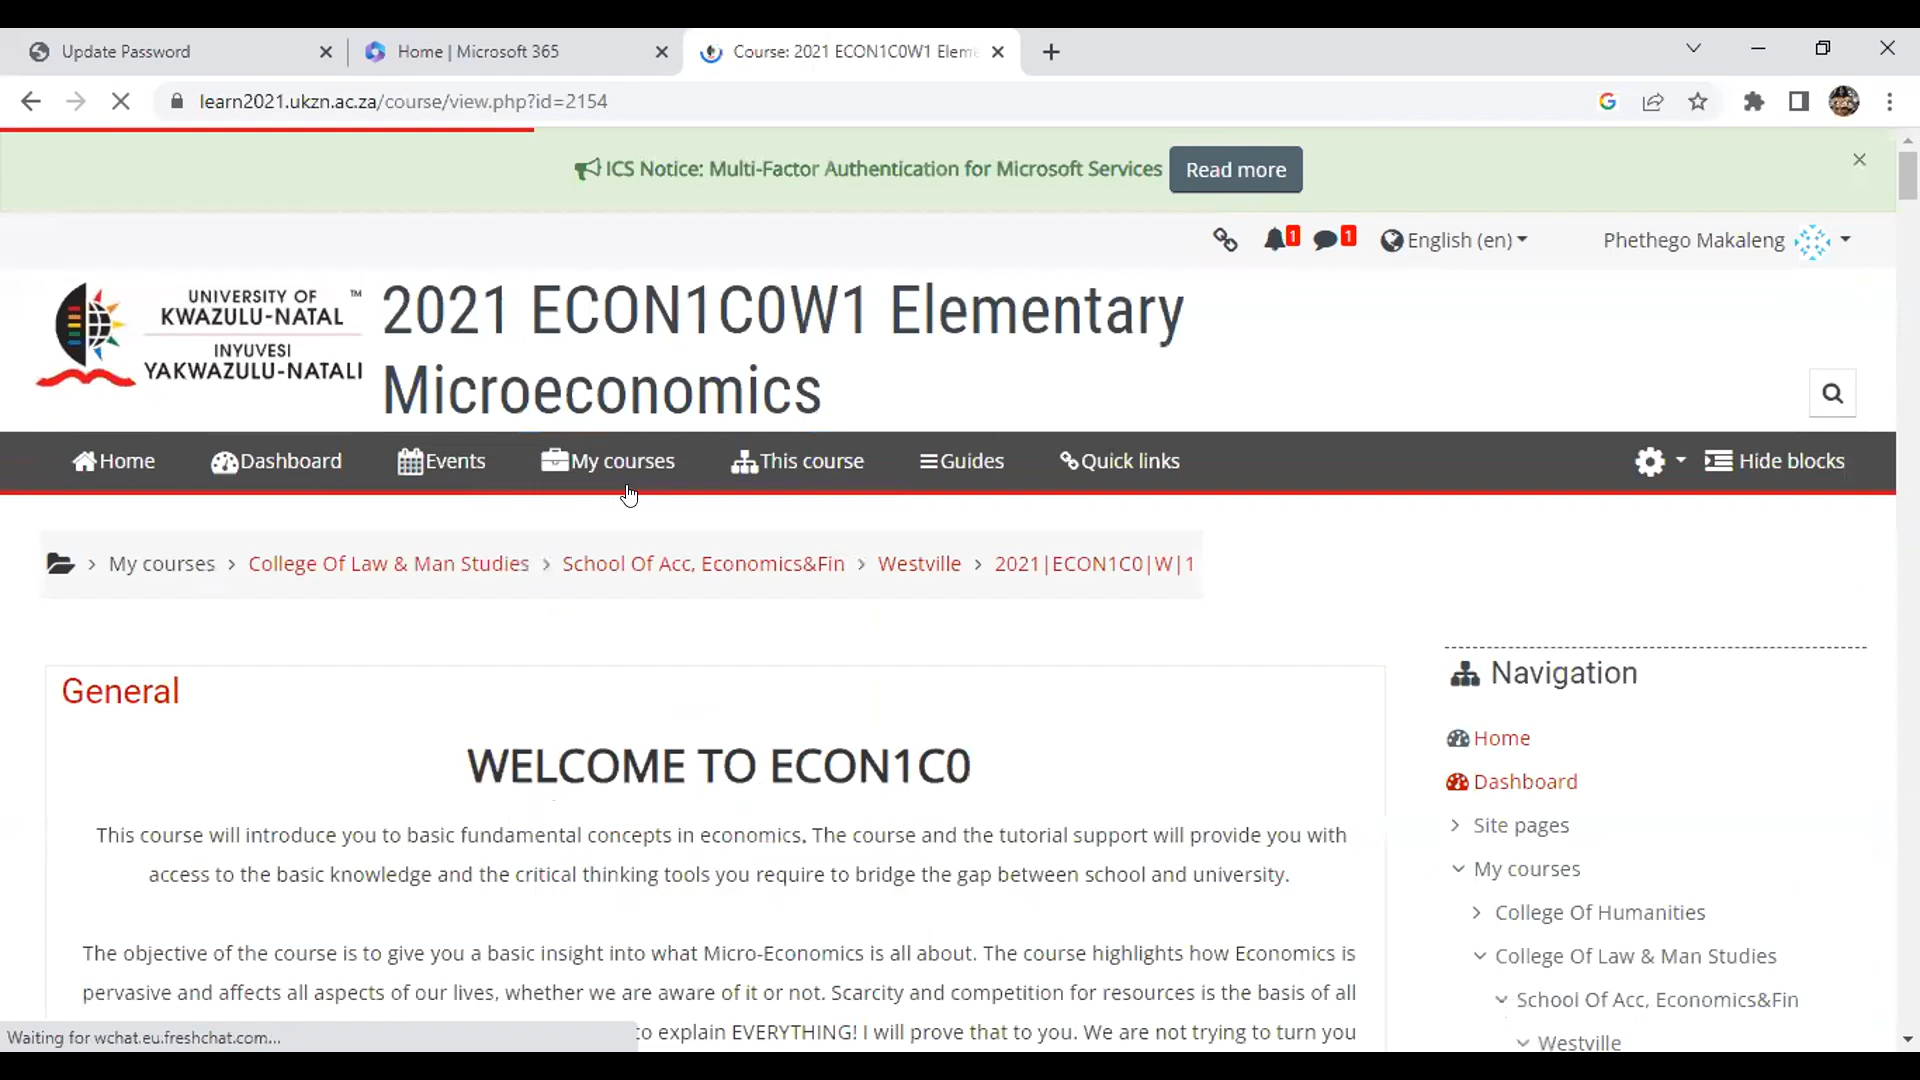 Update Password
Home | Microsoft 365
Course: 2021 ECON1C0W1 Eleme
learn2021.ukzn.ac.za/course/view.php?id=2154
ICS Notice: Multi-Factor Authentication for Microsoft Services Read more
1 1 English (en) Phethego Makaleng
UNIVERSITY OF ™
KWAZULU-NATAL
INYUVESI
YAKWAZULU-NATALI
2021 ECON1C0W1 Elementary
Microeconomics
Home Dashboard Events My courses This course Guides Quick links Hide blocks
My courses > College Of Law & Man Studies > School Of Acc, Economics&Fin > Westville > 2021|ECON1C0|W|1
General
WELCOME TO ECON1C0
This course will introduce you to basic fundamental concepts in economics. The course and the tutorial support will provide you with
access to the basic knowledge and the critical thinking tools you require to bridge the gap between school and university.
The objective of the course is to give you a basic insight into what Micro-Economics is all about. The course highlights how Economics is
pervasive and affects all aspects of our lives, whether we are aware of it or not. Scarcity and competition for resources is the basis of all
to explain EVERYTHING! I will prove that to you. We are not trying to turn you
Navigation
Home
Dashboard
Site pages
My courses
College Of Humanities
College Of Law & Man Studies
School Of Acc, Economics&Fin
Westville
Waiting for wchat.eu.freshchat.com...